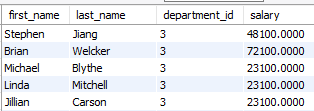 first_name last_name department_id salary
Stephen Jiang 3 48100.0000
Brian Welcker 3 72100.0000
Michael Blythe 3 23100.0000
Linda Mitchell 3 23100.0000
Jillian Carson 3 23100.0000